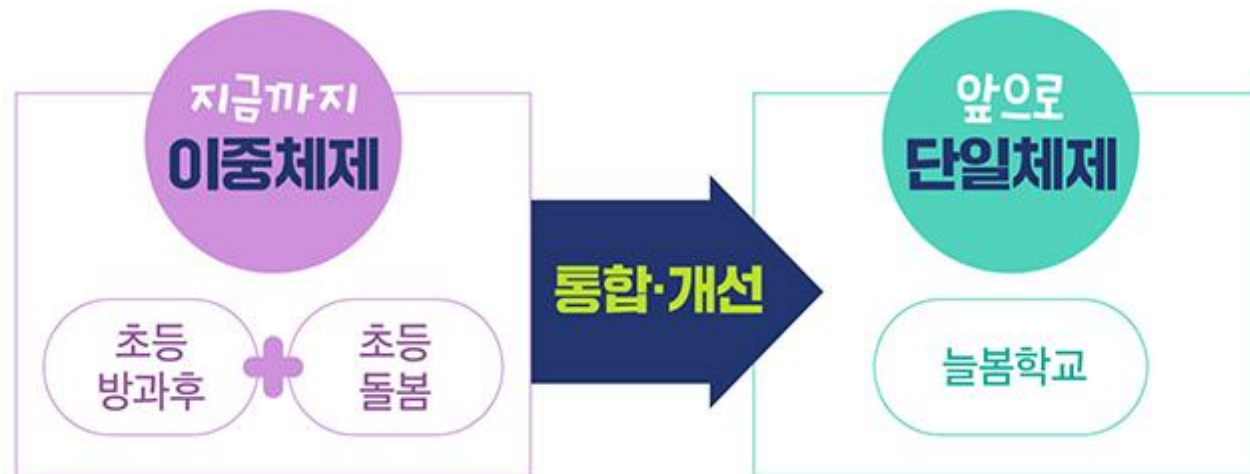 지금까지
이중체제
초등
방과후
초등
돌봄
통합·개선
앞으로
단일체제
늘봄학교